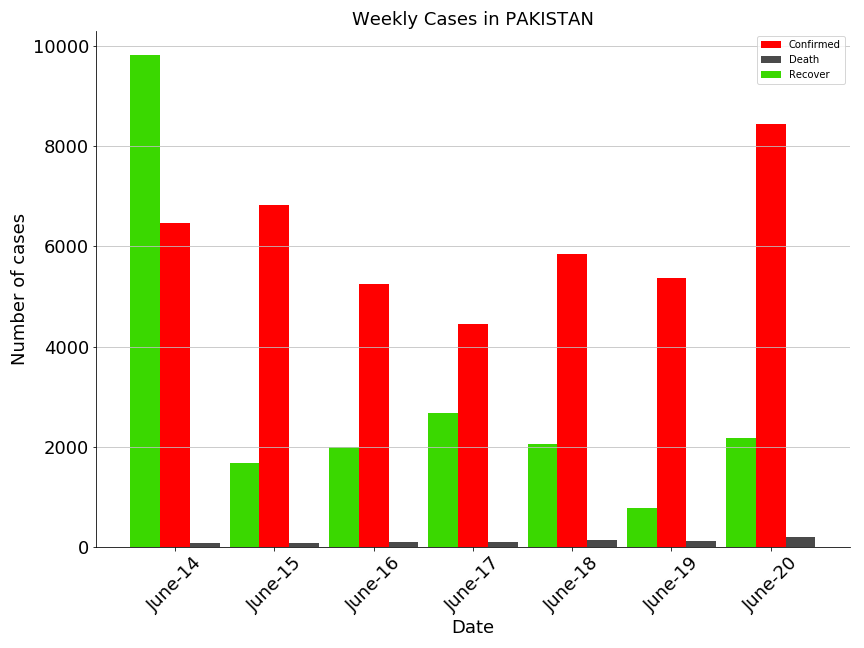 Weekly Cases in PAKISTAN
Confirmed
Death
Recover
Number of cases
10000
8000
6000
4000
2000
0
June-14
June-15
June-16
June-17
June-18
June-19
June-20
Date